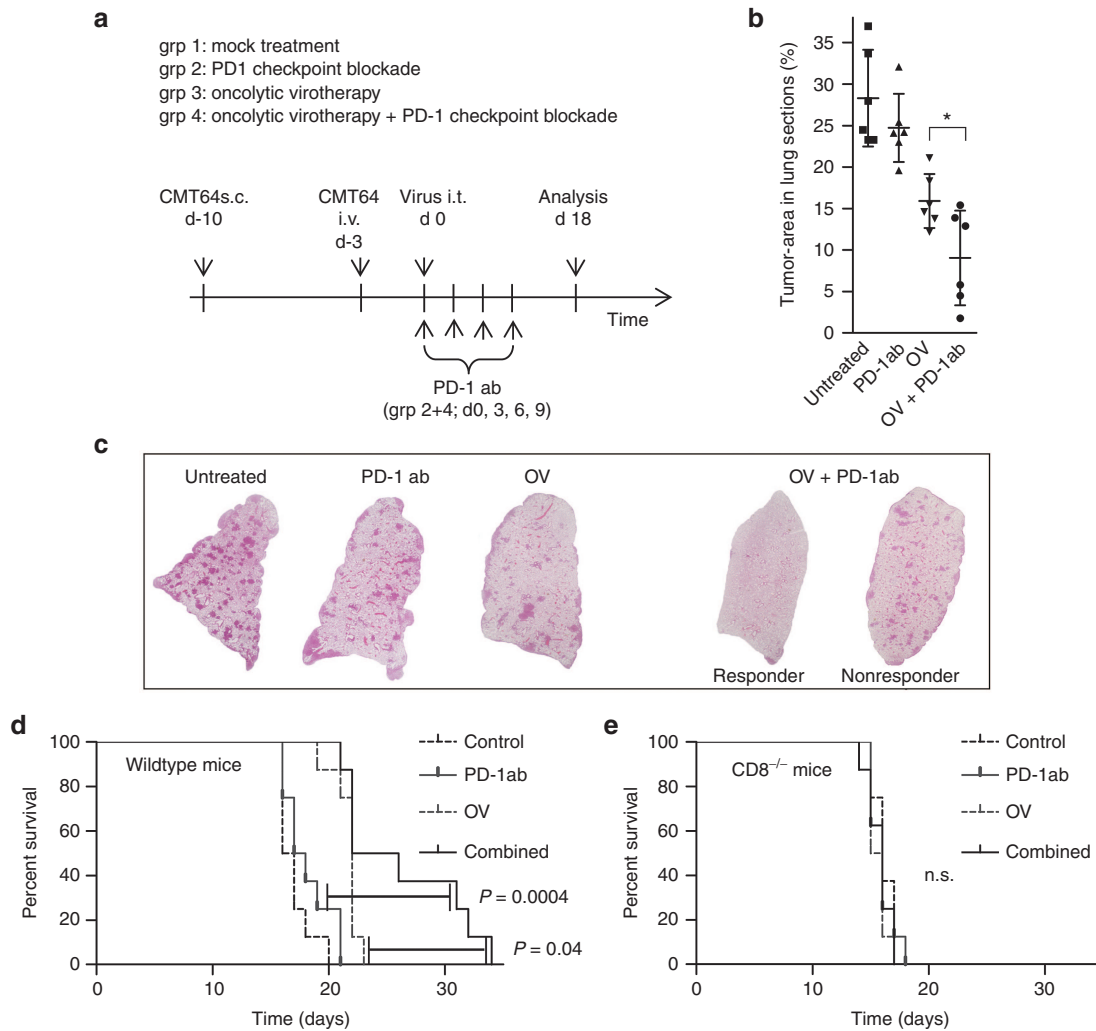 a
grp 1: mock treatment
grp 2: PD1 checkpoint blockade
grp 3: oncolytic virotherapy
grp 4: oncolytic virotherapy + PD-1 checkpoint blockade
CMT64s.c.
d-10
CMT64
i.v.
d-3
Virus i.t.
d 0
Analysis
d 18
Time
PD-1 ab
(grp 2+4; d0, 3, 6, 9)
b
Tumor-area in lung sections (%)
35
30
25
20
15
10
5
0
*
Untreated
PD-1ab
OV
OV + PD-1ab
c
Untreated
PD-1 ab
OV
OV + PD-1ab
Responder
Nonresponder
d
Percent survival
100
80
60
40
20
0
Wildtype mice
Control
PD-1ab
OV
Combined
P = 0.0004
P = 0.04
0
10
20
30
Time (days)
e
Percent survival
100
80
60
40
20
0
CD8−/− mice
Control
PD-1ab
OV
Combined
n.s.
0
10
20
30
Time (days)